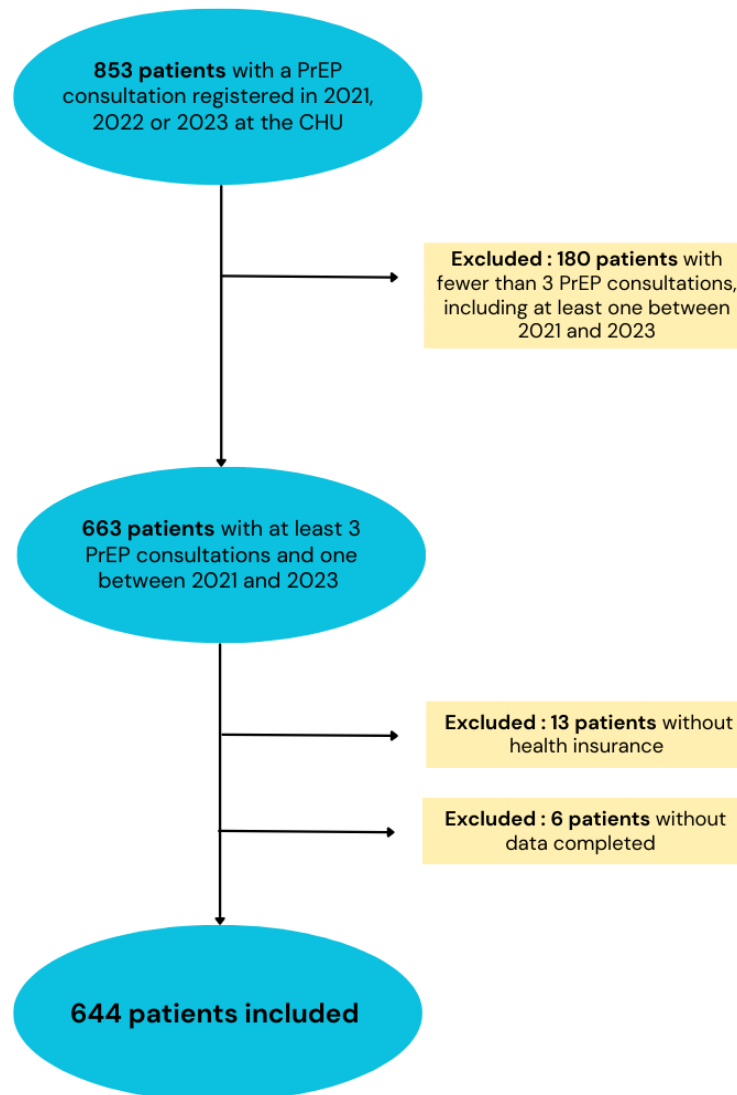 853 patients with a PrEP
consultation registered in 2021,
2022 or 2023 at the CHU
Excluded : 180 patients with
fewer than 3 PrEP consultations,
including at least one between
2021 and 2023
663 patients with at least 3
PrEP consultations and one
between 2021 and 2023
Excluded : 13 patients without
health insurance
Excluded : 6 patients without
data completed
644 patients included